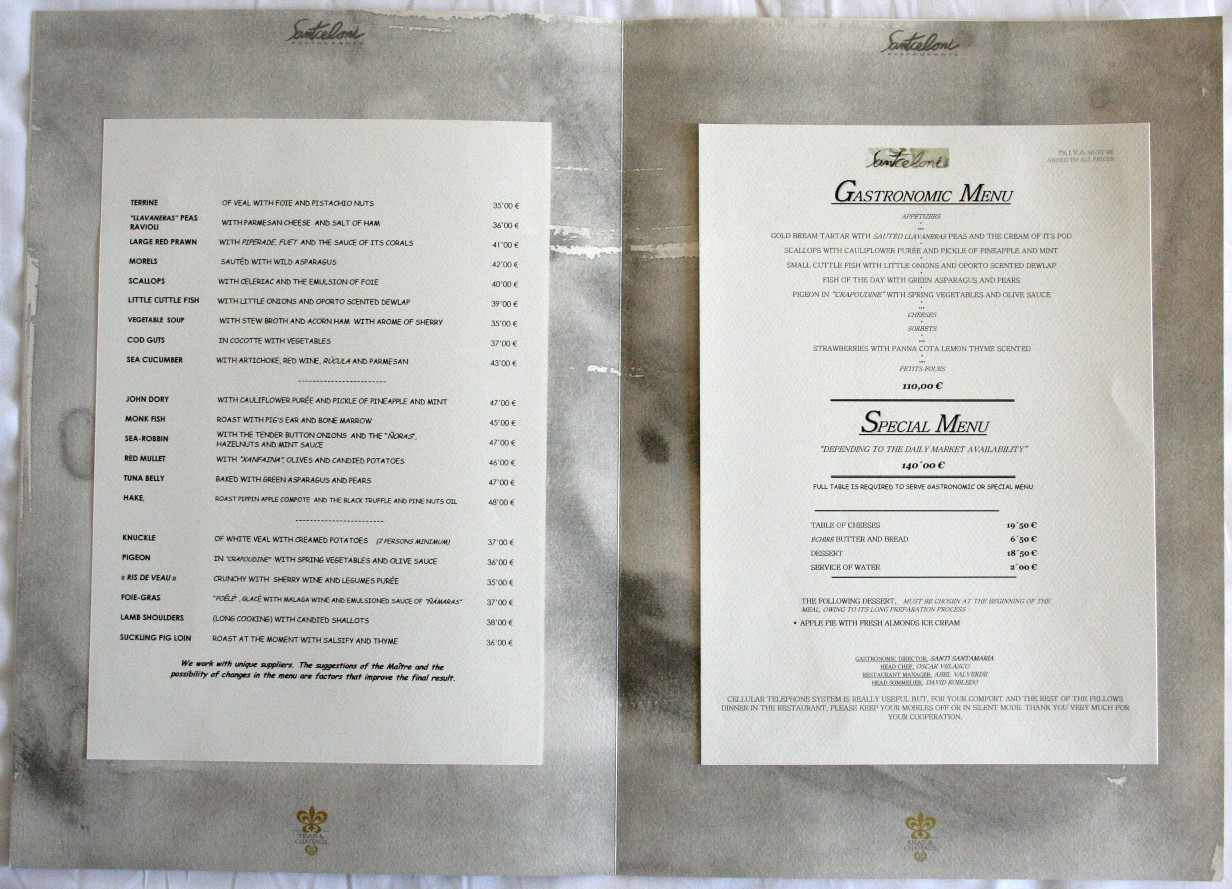 Santceloni
RESTAURANTE
TERRINE OF VEAL WITH FOIE AND PISTACHIO NUTS 35'00 €
"LLAVANERAS" PEAS
RAVIOLI WITH PARMESAN CHEESE AND SALT OF HAM 36'00 €
LARGE RED PRAWN WITH PIPERADE, FUET AND THE SAUCE OF ITS CORALS 41'00 €
MORELS SAUTÉD WITH WILD ASPARAGUS 42'00 €
SCALLOPS WITH CELERIAC AND THE EMULSION OF FOIE 40'00 €
LITTLE CUTTLE FISH WITH LITTLE ONIONS AND OPORTO SCENTED DEWLAP 39'00 €
VEGETABLE SOUP WITH STEW BROTH AND ACORN HAM WITH AROME OF SHERRY 35'00 €
COD GUTS IN COCOTTE WITH VEGETABLES 37'00 €
SEA CUCUMBER WITH ARTICHOKE, RED WINE, RÚCULA AND PARMESAN 43'00 €
------------------------
JOHN DORY WITH CAULIFLOWER PURÉE AND PICKLE OF PINEAPPLE AND MINT 47'00 €
MONK FISH ROAST WITH PIG'S EAR AND BONE MARROW 45'00 €
SEA-ROBBIN WITH THE TENDER BUTTON ONIONS AND THE "ÑORAS",
HAZELNUTS AND MINT SAUCE 47'00 €
RED MULLET WITH "XANFAINA", OLIVES AND CANDIED POTATOES 46'00 €
TUNA BELLY BAKED WITH GREEN ASPARAGUS AND PEARS 47'00 €
HAKE, ROAST PIPPIN APPLE COMPOTE AND THE BLACK TRUFFLE AND PINE NUTS OIL 48'00 €
------------------------
KNUCKLE OF WHITE VEAL WITH CREAMED POTATOES (2 PERSONS MINIMUM) 37'00 €
PIGEON IN "CRAPOUDINE" WITH SPRING VEGETABLES AND OLIVE SAUCE 36'00 €
« RIS DE VEAU » CRUNCHY WITH SHERRY WINE AND LEGUMES PURÉE 35'00 €
FOIE-GRAS "POÊLÉ", GLACÉ WITH MALAGA WINE AND EMULSIONED SAUCE OF "ÑÁMARAS" 37'00 €
LAMB SHOULDERS (LONG COOKING) WITH CANDIED SHALLOTS 38'00 €
SUCKLING PIG LOIN ROAST AT THE MOMENT WITH SALSIFY AND THYME 36'00 €
We work with unique suppliers. The suggestions of the Maître and the
possibility of changes in the menu are factors that improve the final result.
RELAIS &
CHATEAUX
Santceloni
RESTAURANTE
Santceloni
7% I.V.A. MUST BE
ADDED TO ALL PRICES
GASTRONOMIC MENU
APPETIZERS
GOLD BREAM TARTAR WITH SAUTÉD LLAVANERAS PEAS AND THE CREAM OF ITS POD
SCALLOPS WITH CAULIFLOWER PURÉE AND PICKLE OF PINEAPPLE AND MINT
SMALL CUTTLE FISH WITH LITTLE ONIONS AND OPORTO SCENTED DEWLAP
FISH OF THE DAY WITH GREEN ASPARAGUS AND PEARS
PIGEON IN "CRAPOUDINE" WITH SPRING VEGETABLES AND OLIVE SAUCE
CHEESES
SORBETS
STRAWBERRIES WITH PANNA COTA LEMON THYME SCENTED
PETITS FOURS
110,00 €
SPECIAL MENU
"DEPENDING TO THE DAILY MARKET AVAILABILITY"
140´00 €
FULL TABLE IS REQUIRED TO SERVE GASTRONOMIC OR SPECIAL MENU
TABLE OF CHEESES 19´50 €
ECHIRÉ BUTTER AND BREAD 6´50 €
DESSERT 18´50 €
SERVICE OF WATER 2´00 €
THE FOLLOWING DESSERT, MUST BE CHOSEN AT THE BEGINNING OF THE
MEAL, OWING TO ITS LONG PREPARATION PROCESS
• APPLE PIE WITH FRESH ALMONDS ICE CREAM
GASTRONOMIC DIRECTOR, SANTI SANTAMARÍA
HEAD CHEF, OSCAR VELASCO
RESTAURANT MANAGER, ABEL VALVERDE
HEAD SOMMELIER, DAVID ROBLEDO
CELLULAR TELEPHONE SYSTEM IS REALLY USEFUL BUT, FOR YOUR COMFORT AND THE REST OF THE FELLOWS
DINNER IN THE RESTAURANT, PLEASE KEEP YOUR MOBILES OFF OR IN SILENT MODE. THANK YOU VERY MUCH FOR
YOUR COOPERATION.
RELAIS &
CHATEAUX